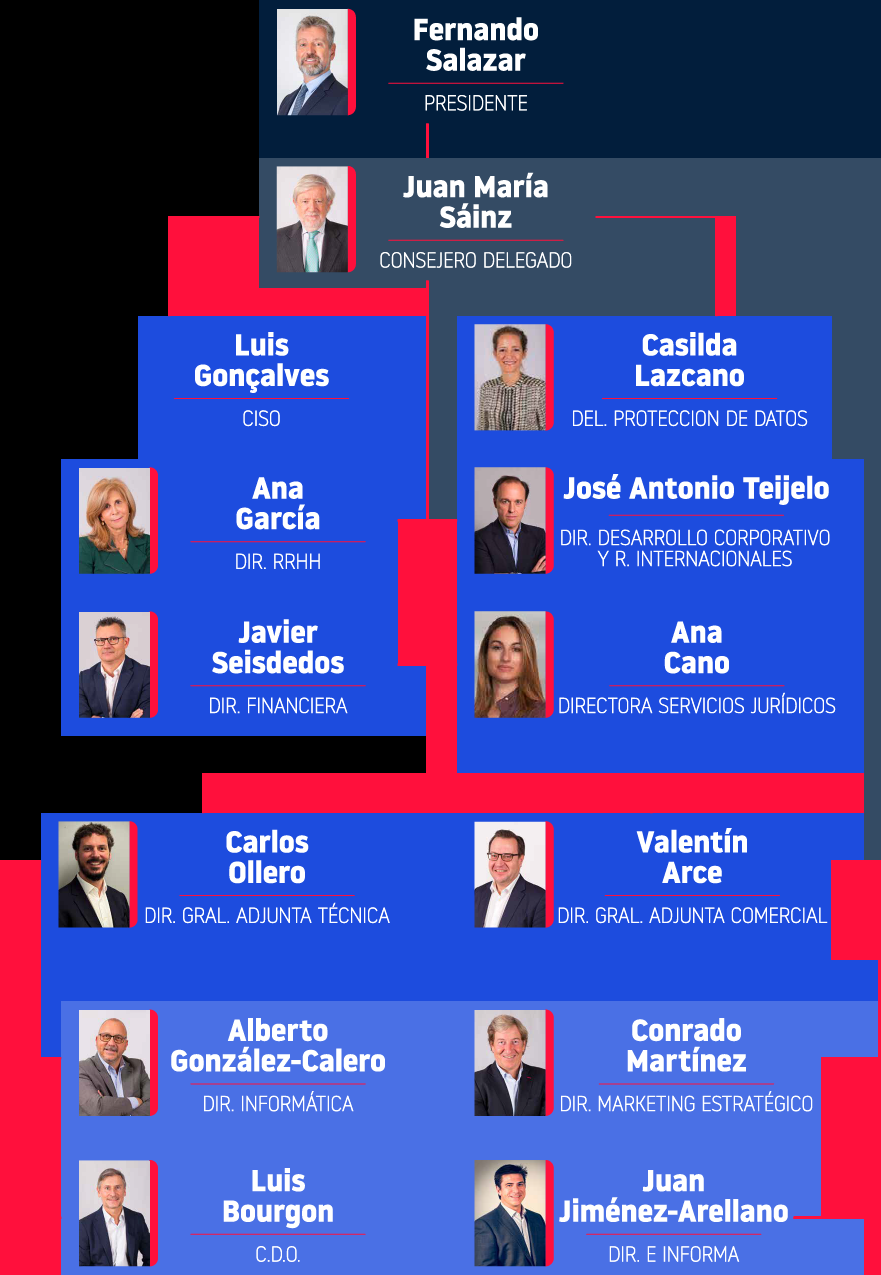 Fernando
Salazar
PRESIDENTE
Juan María
Sáinz
CONSEJERO DELEGADO
Luis
Gonçalves
CISO
Casilda
Lazcano
DEL. PROTECCION DE DATOS
Ana
García
DIR. RRHH
José Antonio Teijelo
DIR. DESARROLLO CORPORATIVO
Y R. INTERNACIONALES
Javier
Seisdedos
DIR. FINANCIERA
Ana
Cano
DIRECTORA SERVICIOS JURÍDICOS
Carlos
Ollero
DIR. GRAL. ADJUNTA TÉCNICA
Valentín
Arce
DIR. GRAL. ADJUNTA COMERCIAL
Alberto
González-Calero
DIR. INFORMÁTICA
Conrado
Martínez
DIR. MARKETING ESTRATÉGICO
Luis
Bourgon
C.D.O.
Juan
Jiménez-Arellano
DIR. E INFORMA